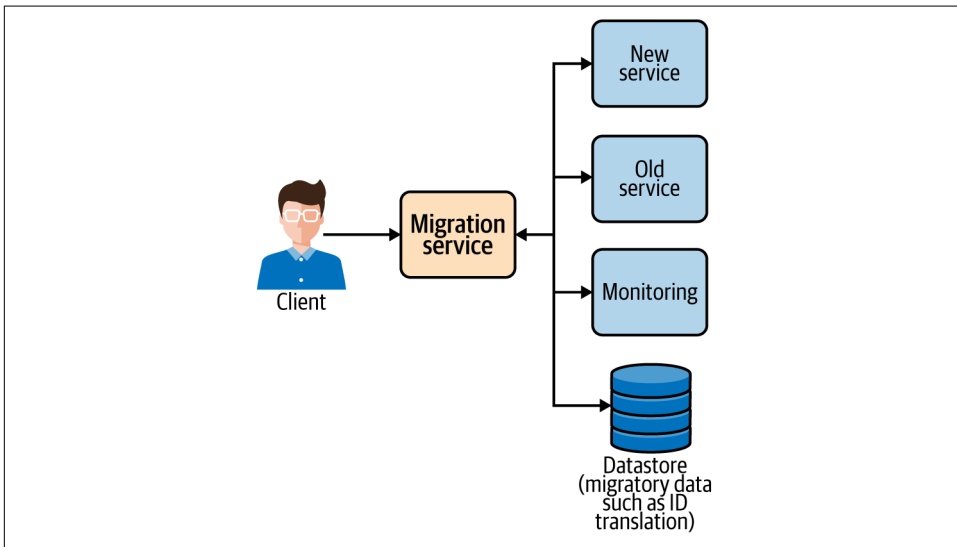 New
service
Old
service
Migration
service
Monitoring
Client
Datastore
(migratory data
such as ID
translation)